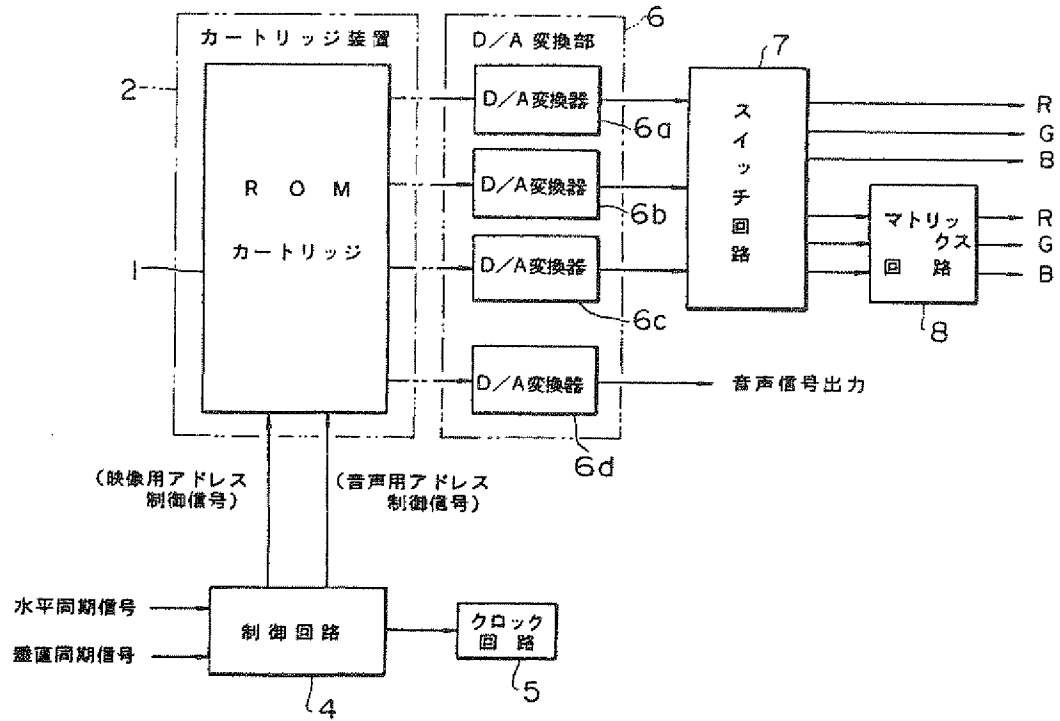 カートリッジ装置
2
ROM
カートリッジ
1
6
D/A変換部
D/A変換器
6a
D/A変換器
6b
D/A変換器
6c
D/A変換器
6d
7
スイッチ回路
R
G
B
マトリックス
回路
8
R
G
B
音声信号出力
(映像用アドレス
制御信号)
(音声用アドレス
制御信号)
水平同期信号
垂直同期信号
制御回路
4
クロック
回路
5